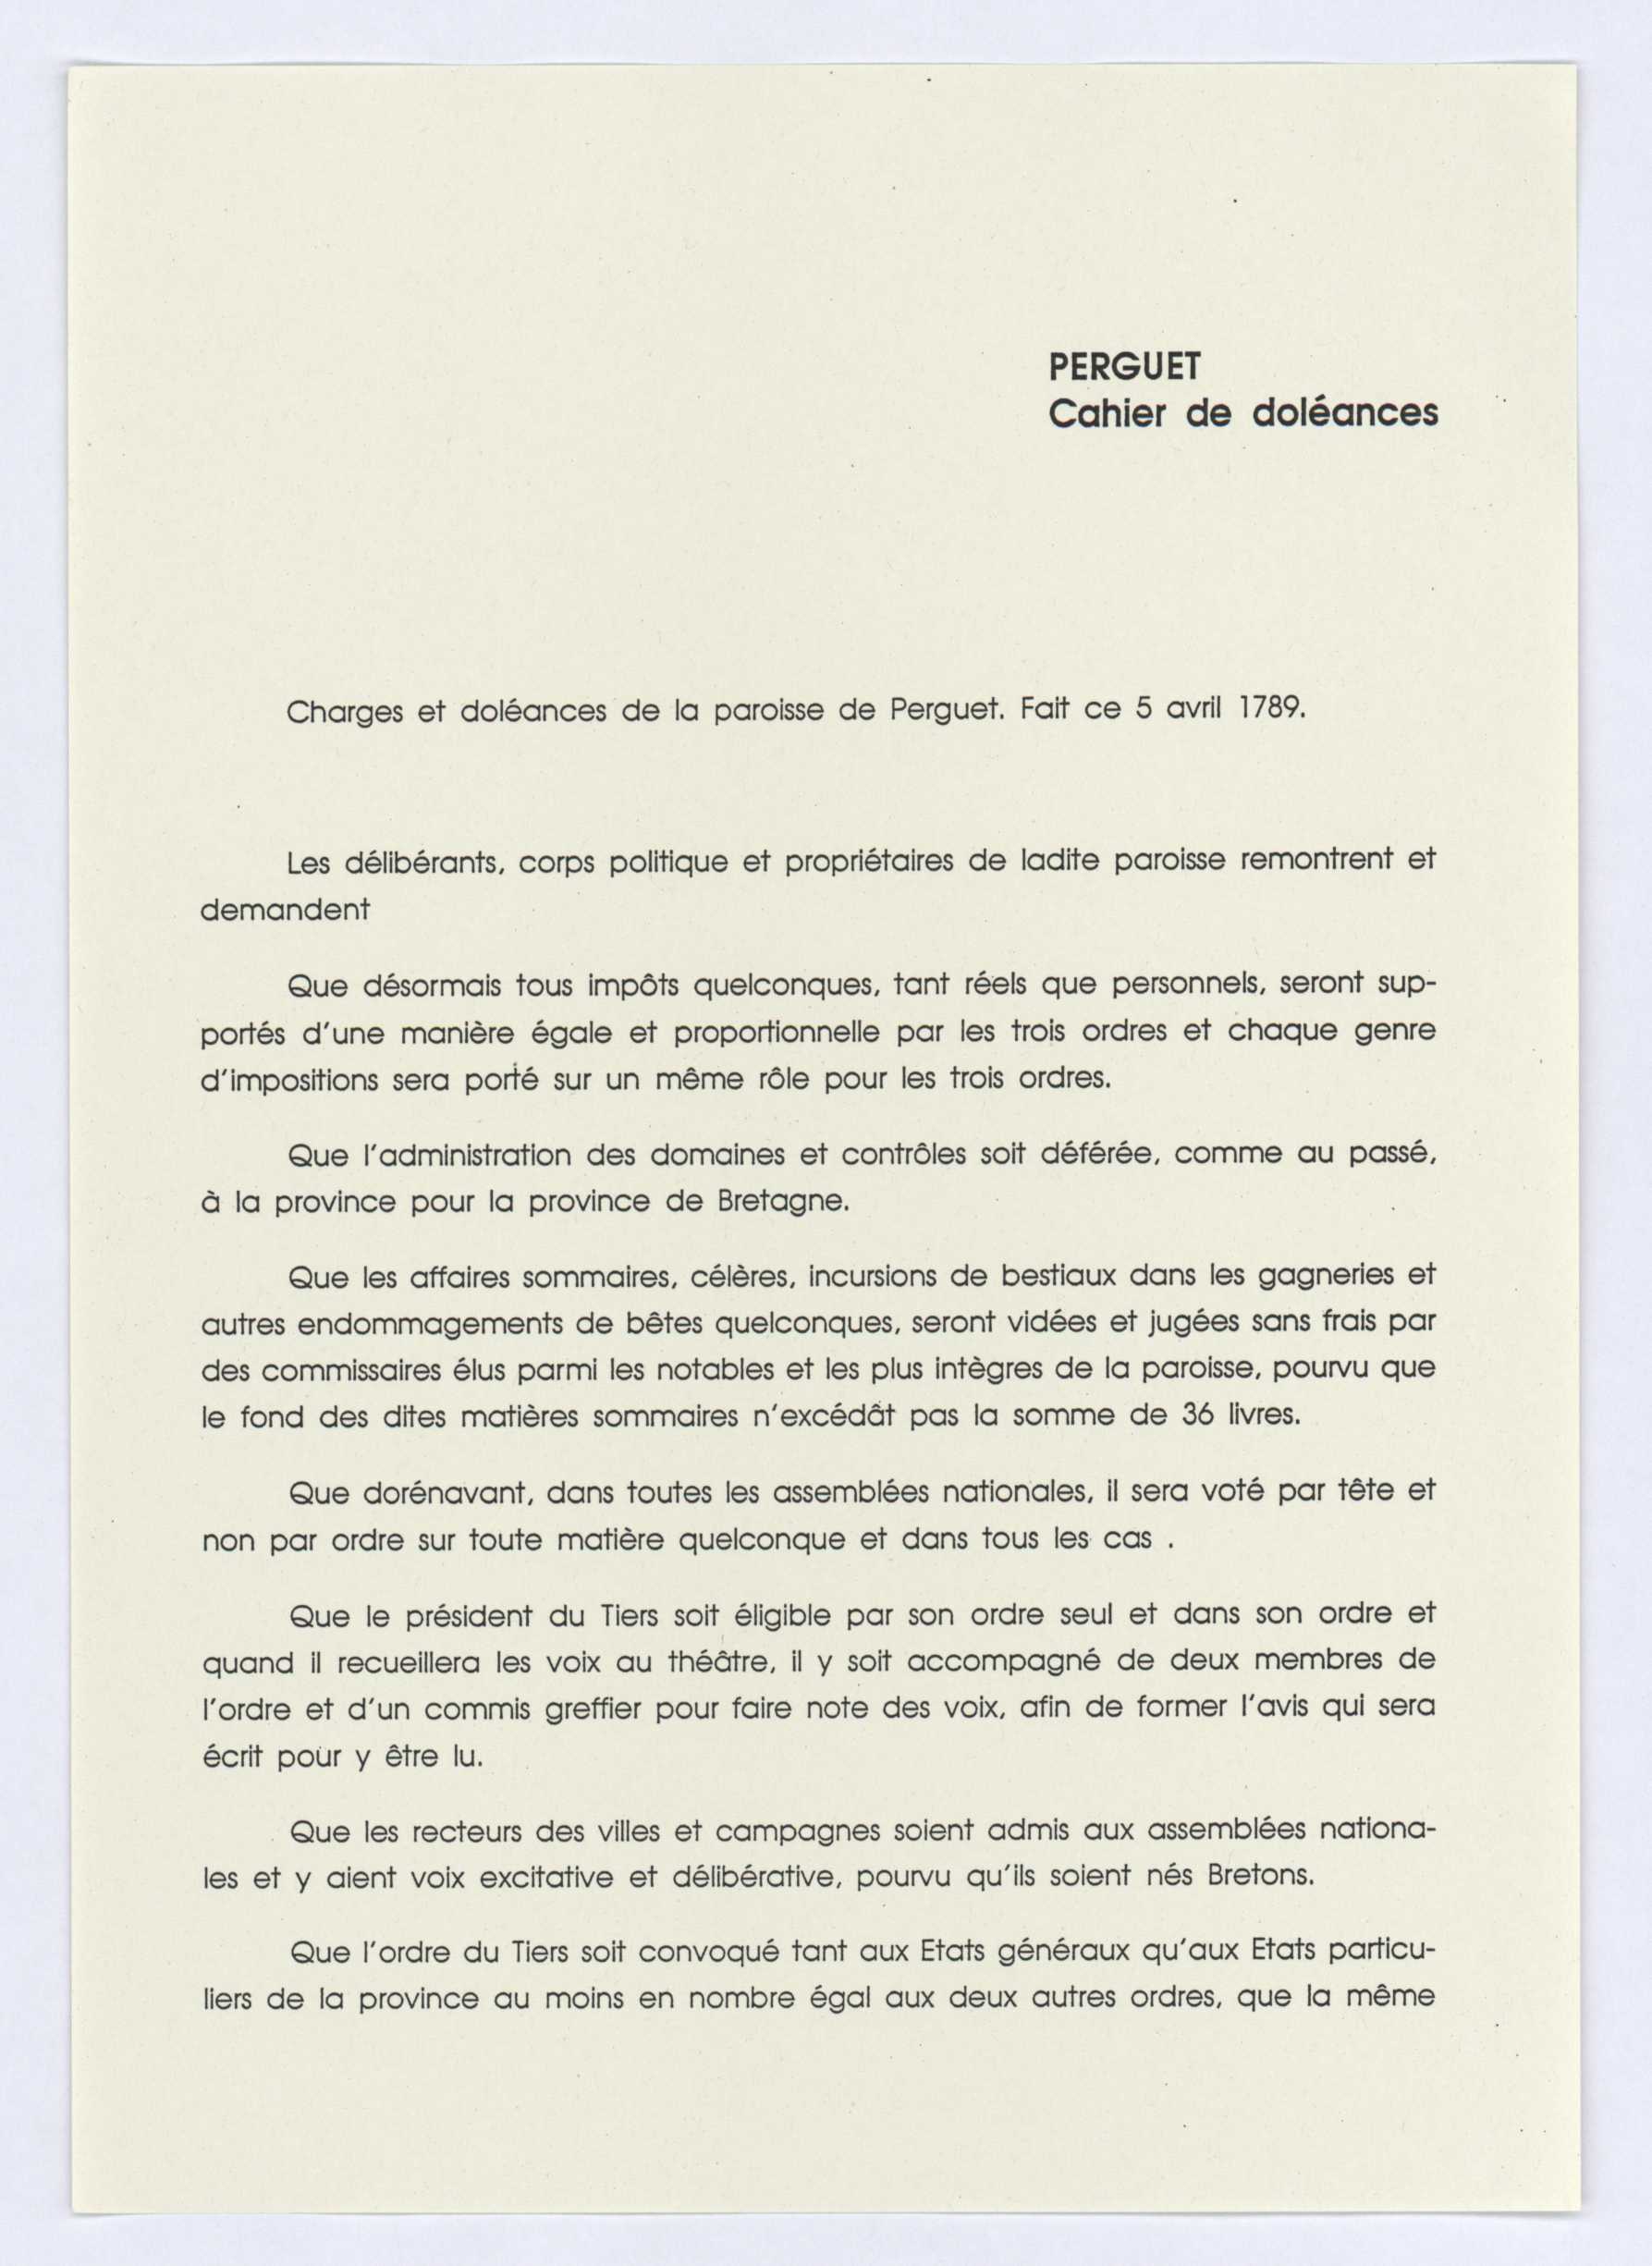 PERGUET
Cahier de doléances
Charges et doléances de la paroisse de Perguet. Fait ce 5 avril 1789.
Les délibérants, corps politique et propriétaires de ladite paroisse remontrent et
demandent
Que désormais tous impôts quelconques, tant réels que personnels, seront sup-
portés d'une manière égale et proportionnelle par les trois ordres et chaque genre
d'impositions sera porté sur un même rôle pour les trois ordres.
Que l'administration des domaines et contrôles soit déférée, comme au passé,
à la province pour la province de Bretagne.
Que les affaires sommaires, célères, incursions de bestiaux dans les gagneries et
autres endommagements de bêtes quelconques, seront vidées et jugées sans frais par
des commissaires élus parmi les notables et les plus intègres de la paroisse, pourvu que
le fond des dites matières sommaires n'excédât pas la somme de 36 livres.
Que dorénavant, dans toutes les assemblées nationales, il sera voté par tête et
non par ordre sur toute matière quelconque et dans tous les cas .
Que le président du Tiers soit éligible par son ordre seul et dans son ordre et
quand il recueillera les voix au théâtre, il y soit accompagné de deux membres de
l'ordre et d'un commis greffier pour faire note des voix, afin de former l'avis qui sera
écrit pour y être lu.
Que les recteurs des villes et campagnes soient admis aux assemblées nationa-
les et y aient voix excitative et délibérative, pourvu qu'ils soient nés Bretons.
Que l'ordre du Tiers soit convoqué tant aux Etats généraux qu'aux Etats particu-
liers de la province au moins en nombre égal aux deux autres ordres, que la même